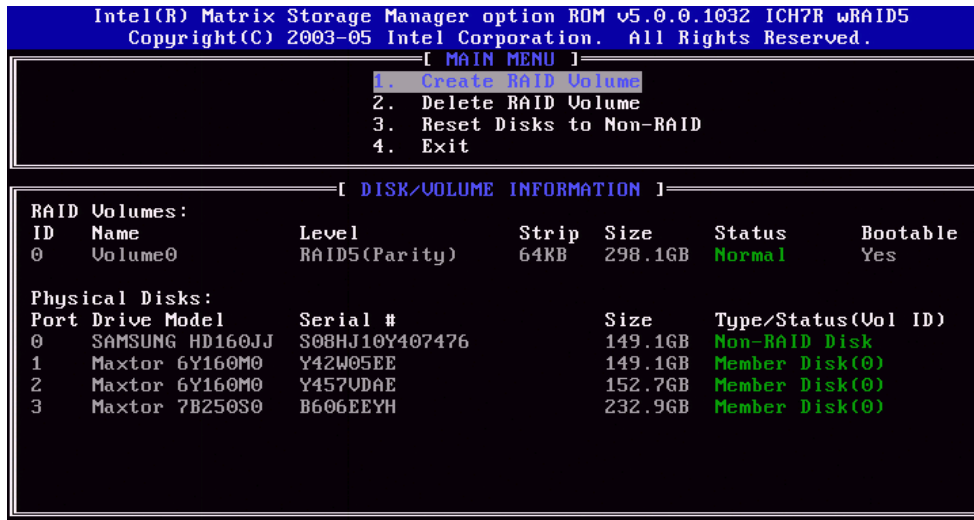 Intel(R) Matrix Storage Manager option ROM v5.0.0.1032 ICH7R wRAID5
Copyright(C) 2003-05 Intel Corporation. All Rights Reserved.
[ MAIN MENU ]
1. Create RAID Volume
2. Delete RAID Volume
3. Reset Disks to Non-RAID
4. Exit
[ DISK/VOLUME INFORMATION ]
RAID Volumes:
ID Name Level Strip Size Status Bootable
0 Volume0 RAID5(Parity) 64KB 298.1GB Normal Yes
Physical Disks:
Port Drive Model Serial # Size Type/Status(Vol ID)
0 SAMSUNG HD160JJ S08HJ10Y407476 149.1GB Non-RAID Disk
1 Maxtor 6Y160M0 Y42W05EE 149.1GB Member Disk(0)
2 Maxtor 6Y160M0 Y457VDAE 152.7GB Member Disk(0)
3 Maxtor 7B250S0 B606EEYH 232.9GB Member Disk(0)